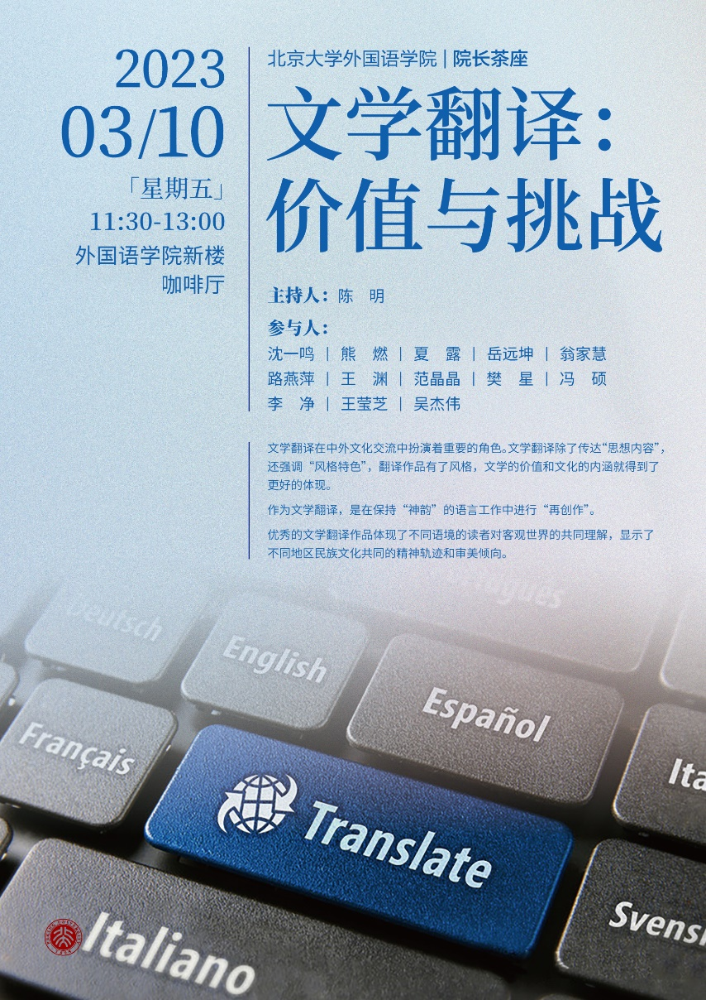 2023
03/10
「星期五」
11:30-13:00
外国语学院新楼
咖啡厅
北京大学外国语学院 | 院长茶座
文学翻译：
价值与挑战
主持人：陈　明
参与人：
沈一鸣 | 熊　燃 | 夏　露 | 岳远坤 | 翁家慧
路燕萍 | 王　渊 | 范晶晶 | 樊　星 | 冯　硕
李　净 | 王莹芝 | 吴杰伟
文学翻译在中外文化交流中扮演着重要的角色。文学翻译除了传达“思想内容”，
还强调“风格特色”，翻译作品有了风格，文学的价值和文化的内涵就得到了
更好的体现。
作为文学翻译，是在保持“神韵”的语言工作中进行“再创作”。
优秀的文学翻译作品体现了不同语境的读者对客观世界的共同理解，显示了
不同地区民族文化共同的精神轨迹和审美倾向。
Português
Deutsch
English
Español
Français
Ita
Translate
Svens
Italiano